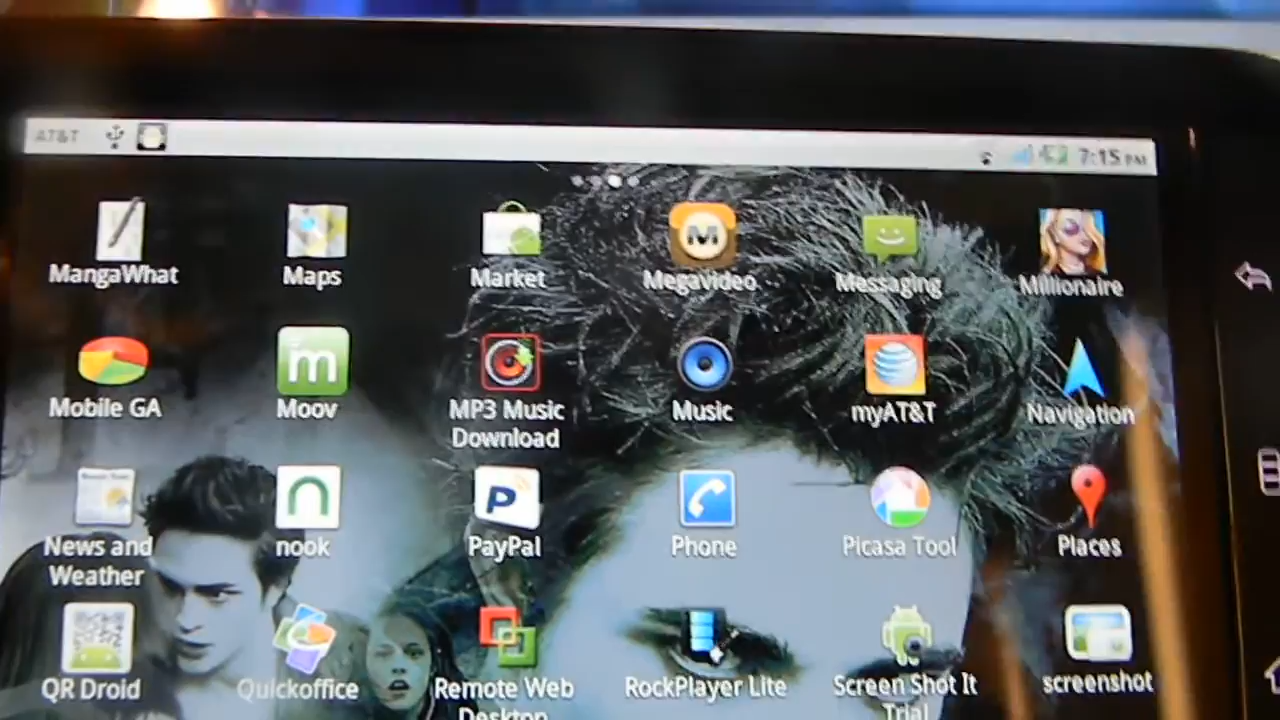 AT&T
7:15 PM
MangaWhat
Maps
Market
M
Megavideo
Messaging
Millionaire
Mobile GA
m
Moov
MP3 Music
Download
Music
myAT&T
Navigation
News and
Weather
n
nook
P
PayPal
Phone
Picasa Tool
Places
QR Droid
Quickoffice
Remote Web
Desktop
RockPlayer Lite
Screen Shot It
Trial
screenshot